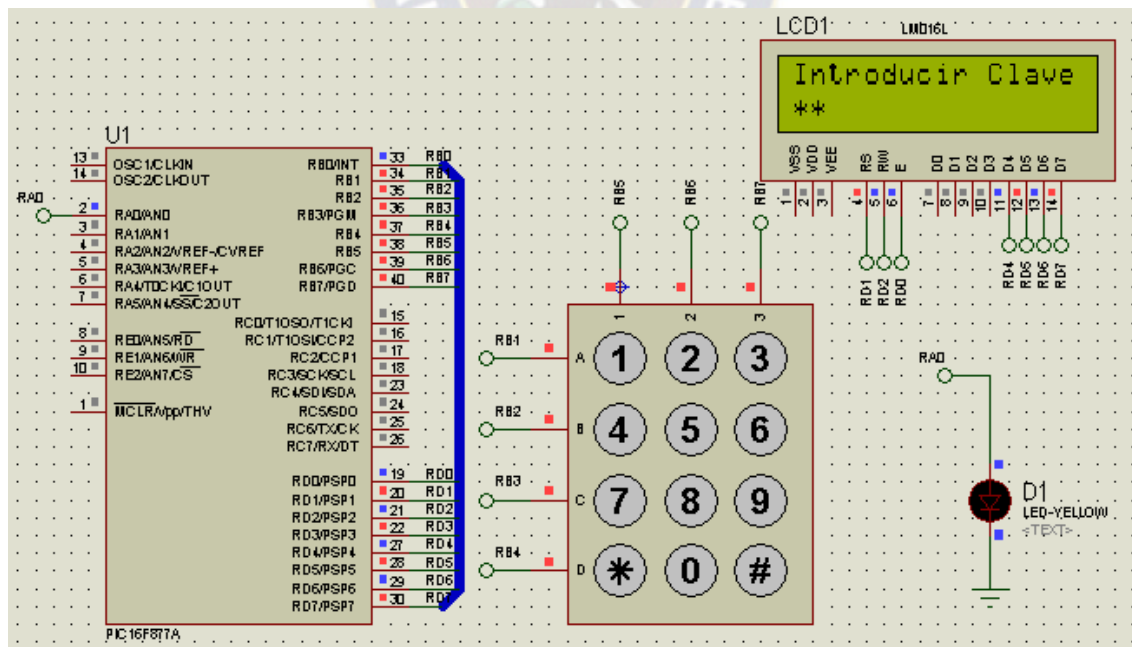 LCD1
LMD16L
Introducir Clave
**
VSS VDD VEE RS RW E D0 D1 D2 D3 D4 D5 D6 D7
1 2 3 4 5 6 7 8 9 10 11 12 13 14
RD1 RD2 RD0 RD4 RD5 RD6 RD7
U1
13 OSC1/CLKIN
14 OSC2/CLKOUT
RA0
2 RA0/AN0
3 RA1/AN1
4 RA2/AN2/VREF-/CVREF
5 RA3/AN3/VREF+
6 RA4/T0CKI/C1OUT
7 RA5/AN4/SS/C2OUT
8 RE0/AN5/RD
9 RE1/AN6/WR
10 RE2/AN7/CS
1 MCLR/Vpp/THV
RB0/INT 33 RB0
RB1 34 RB1
RB2 35 RB2
RB3/PGM 36 RB3
RB4 37 RB4
RB5 38 RB5
RB6/PGC 39 RB6
RB7/PGD 40 RB7
RC0/T1OSO/T1CKI 15
RC1/T1OSI/CCP2 16
RC2/CCP1 17
RC3/SCK/SCL 18
RC4/SDI/SDA 23
RC5/SDO 24
RC6/TX/CK 25
RC7/RX/DT 26
RD0/PSP0 19 RD0
RD1/PSP1 20 RD1
RD2/PSP2 21 RD2
RD3/PSP3 22 RD3
RD4/PSP4 27 RD4
RD5/PSP5 28 RD5
RD6/PSP6 29 RD6
RD7/PSP7 30 RD7
PIC16F877A
RB5 RB6 RB7
1 2 3
RB1 A 1 2 3
RB2 B 4 5 6
RB3 C 7 8 9
RB4 D * 0 #
RA0
D1
LED-YELLOW
<TEXT>